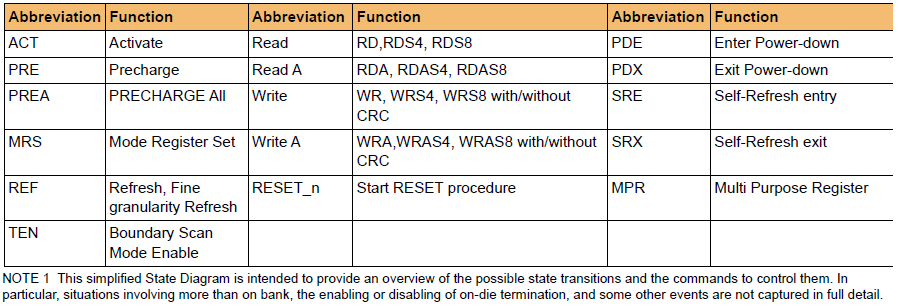 Abbreviation Function Abbreviation Function Abbreviation Function
ACT Activate Read RD,RDS4, RDS8 PDE Enter Power-down
PRE Precharge Read A RDA, RDAS4, RDAS8 PDX Exit Power-down
PREA PRECHARGE All Write WR, WRS4, WRS8 with/without SRE Self-Refresh entry
CRC
MRS Mode Register Set Write A WRA,WRAS4, WRAS8 with/without SRX Self-Refresh exit
CRC
REF Refresh, Fine RESET_n Start RESET procedure MPR Multi Purpose Register
granularity Refresh
TEN Boundary Scan
Mode Enable
NOTE 1 This simplified State Diagram is intended to provide an overview of the possible state transitions and the commands to control them. In
particular, situations involving more than on bank, the enabling or disabling of on-die termination, and some other events are not captured in full detail.